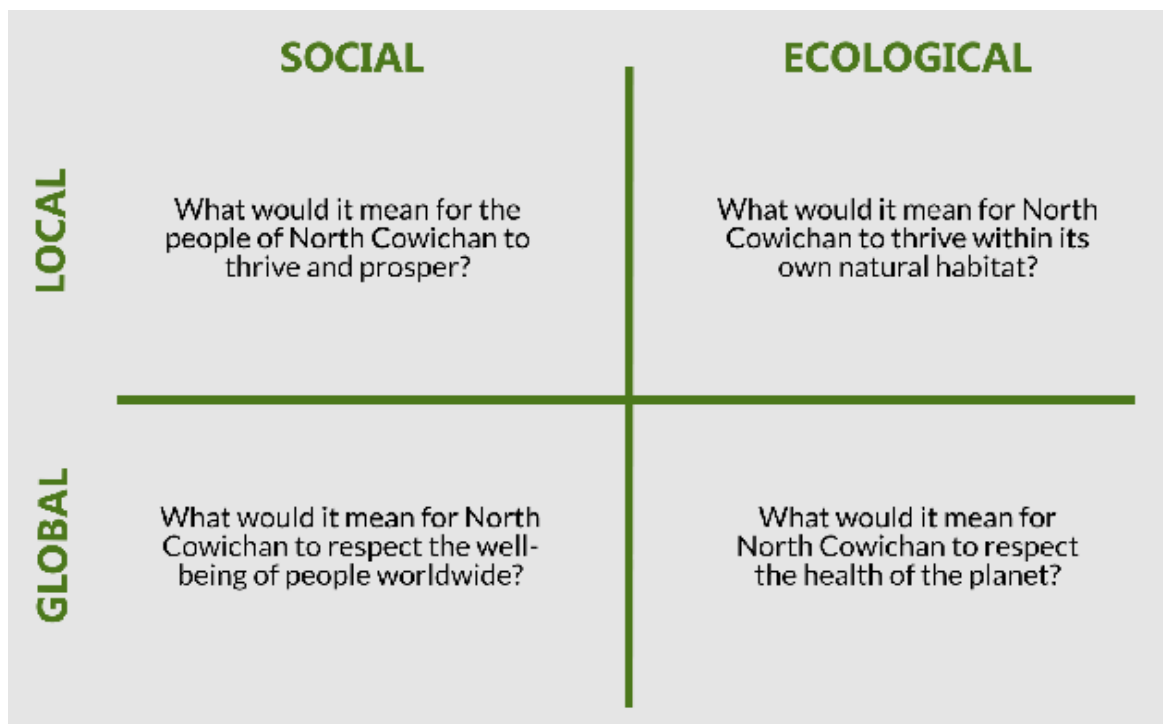 SOCIAL
ECOLOGICAL
LOCAL
What would it mean for the
people of North Cowichan to
thrive and prosper?
What would it mean for North
Cowichan to thrive within its
own natural habitat?
GLOBAL
What would it mean for North
Cowichan to respect the well-
being of people worldwide?
What would it mean for
North Cowichan to respect
the health of the planet?